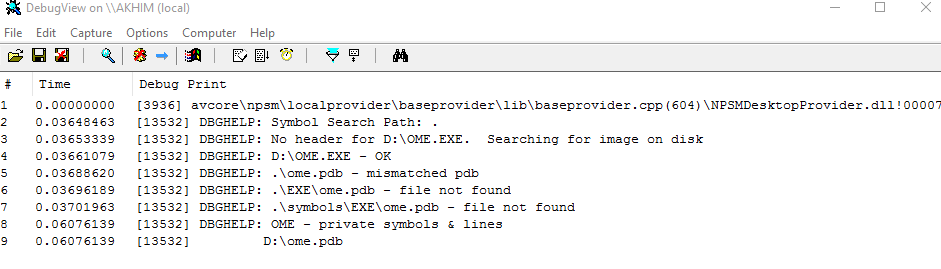 DebugView on \\AKHIM (local)
File Edit Capture Options Computer Help
# Time Debug Print
1 0.00000000 [3936] avcore\npsm\localprovider\baseprovider\lib\baseprovider.cpp(604)\NPSMDesktopProvider.dll!00007
2 0.03648463 [13532] DBGHELP: Symbol Search Path: .
3 0.03653339 [13532] DBGHELP: No header for D:\OME.EXE.  Searching for image on disk
4 0.03661079 [13532] DBGHELP: D:\OME.EXE - OK
5 0.03688620 [13532] DBGHELP: .\ome.pdb - mismatched pdb
6 0.03696189 [13532] DBGHELP: .\EXE\ome.pdb - file not found
7 0.03701963 [13532] DBGHELP: .\symbols\EXE\ome.pdb - file not found
8 0.06076139 [13532] DBGHELP: OME - private symbols & lines
9 0.06076139 [13532]         D:\ome.pdb